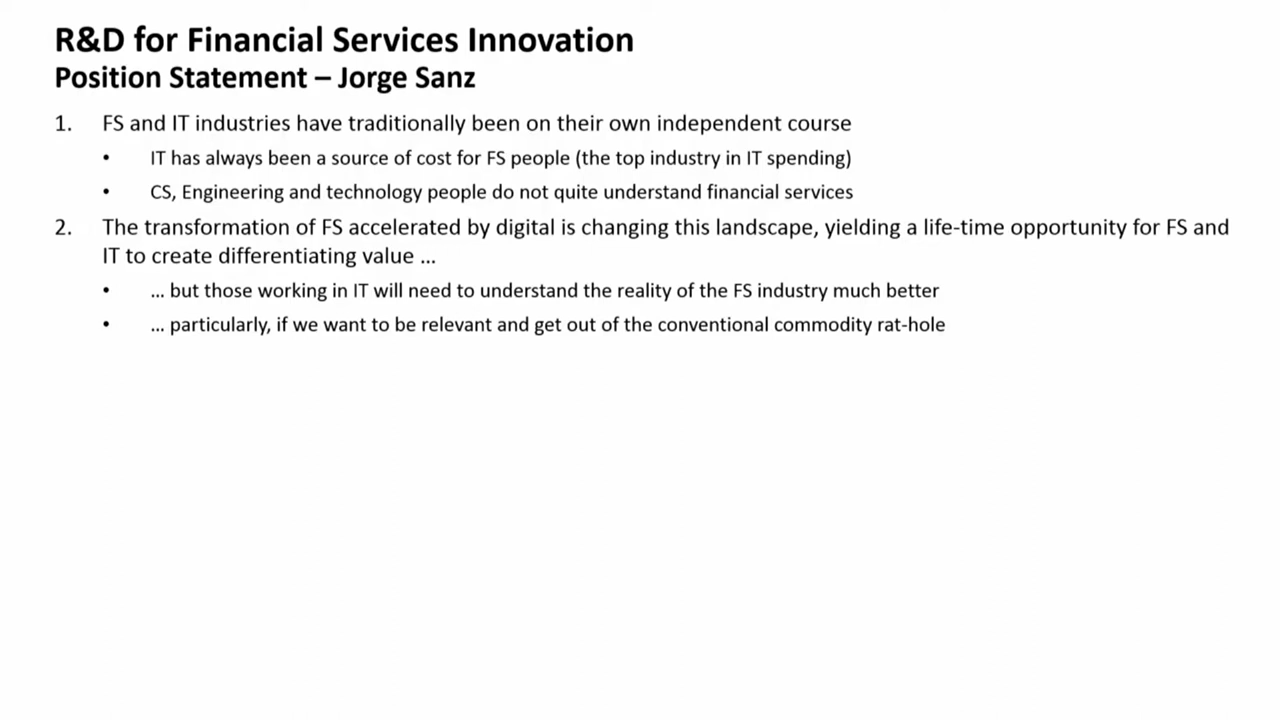 R&D for Financial Services Innovation
Position Statement – Jorge Sanz
1. FS and IT industries have traditionally been on their own independent course
• IT has always been a source of cost for FS people (the top industry in IT spending)
• CS, Engineering and technology people do not quite understand financial services
2. The transformation of FS accelerated by digital is changing this landscape, yielding a life-time opportunity for FS and
IT to create differentiating value ...
• ... but those working in IT will need to understand the reality of the FS industry much better
• ... particularly, if we want to be relevant and get out of the conventional commodity rat-hole